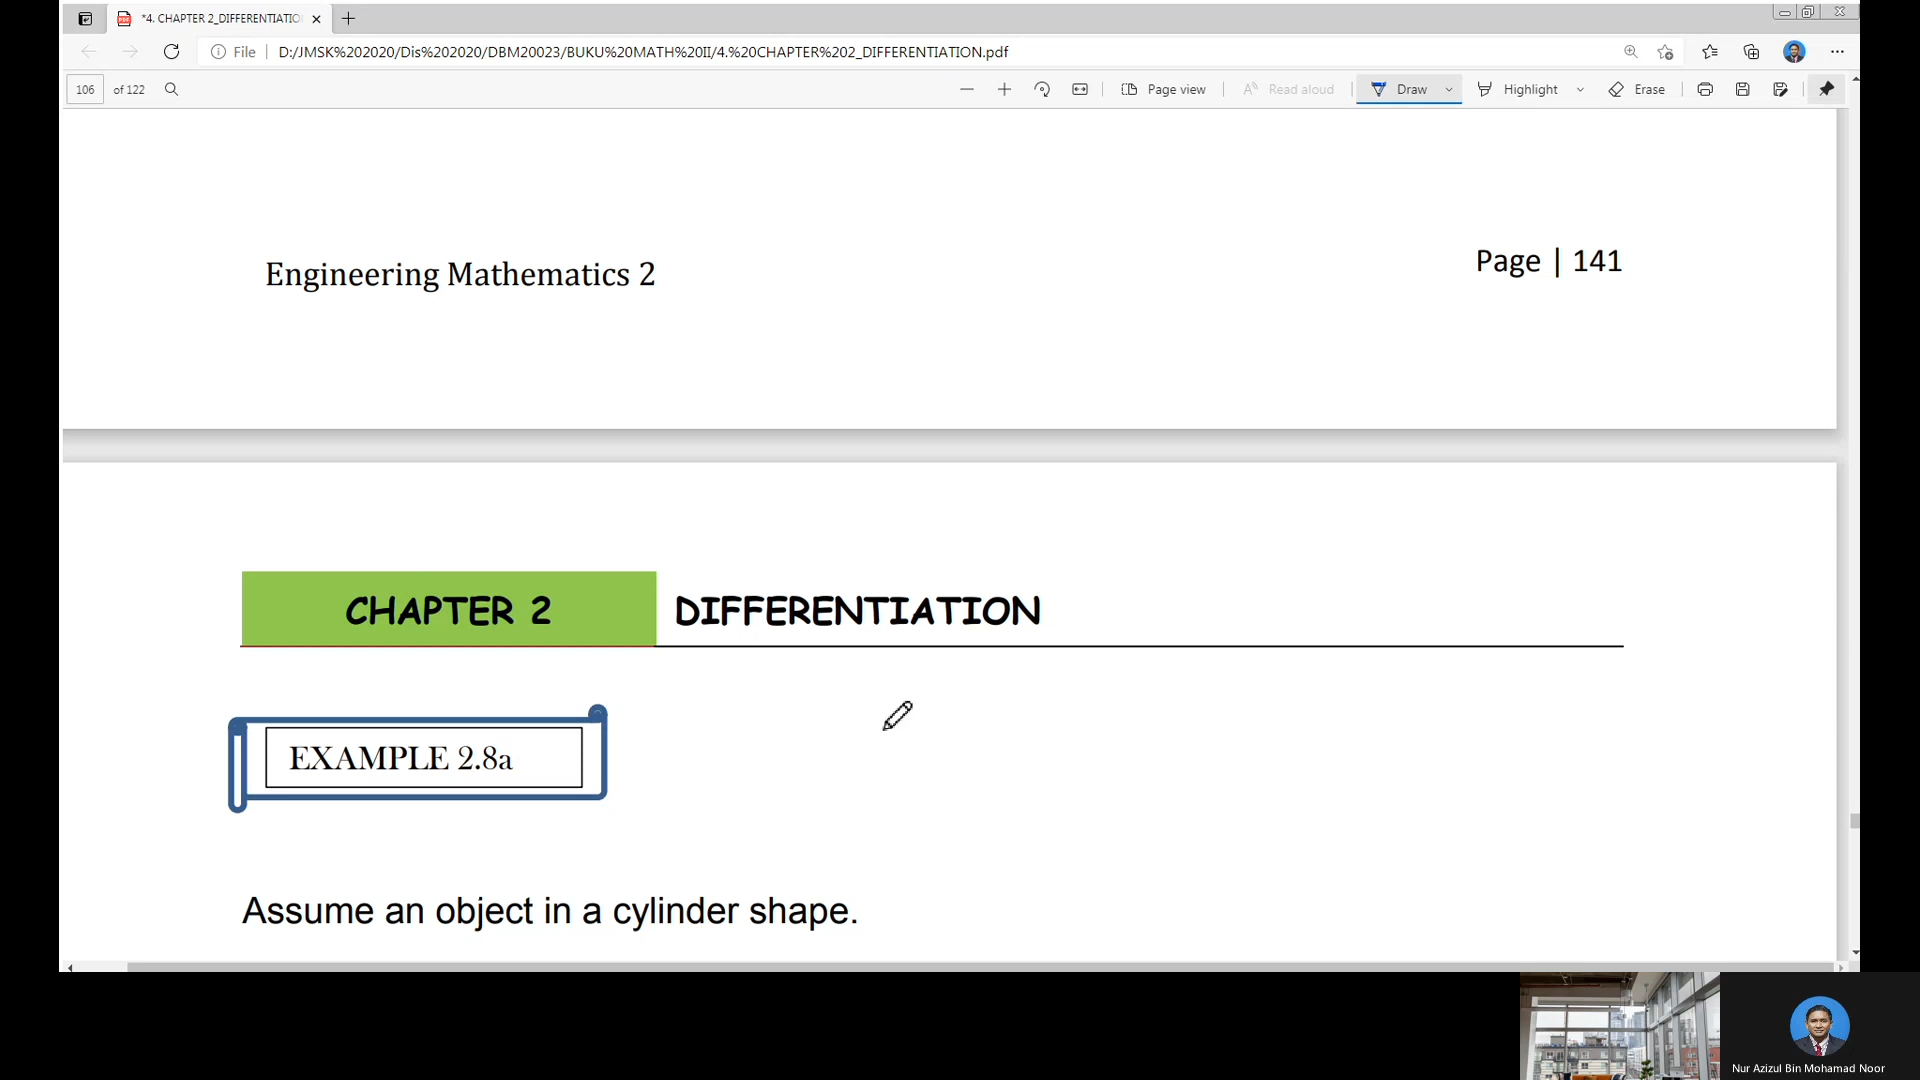 *4. CHAPTER 2_DIFFERENTIATIO
File D:/JMSK%202020/Dis%202020/DBM20023/BUKU%20MATH%20II/4.%20CHAPTER%202_DIFFERENTIATION.pdf
106 of 122 Page view Read aloud Draw Highlight Erase
Engineering Mathematics 2 Page | 141
CHAPTER 2 DIFFERENTIATION
EXAMPLE 2.8a
Assume an object in a cylinder shape.
Nur Azizul Bin Mohamad Noor